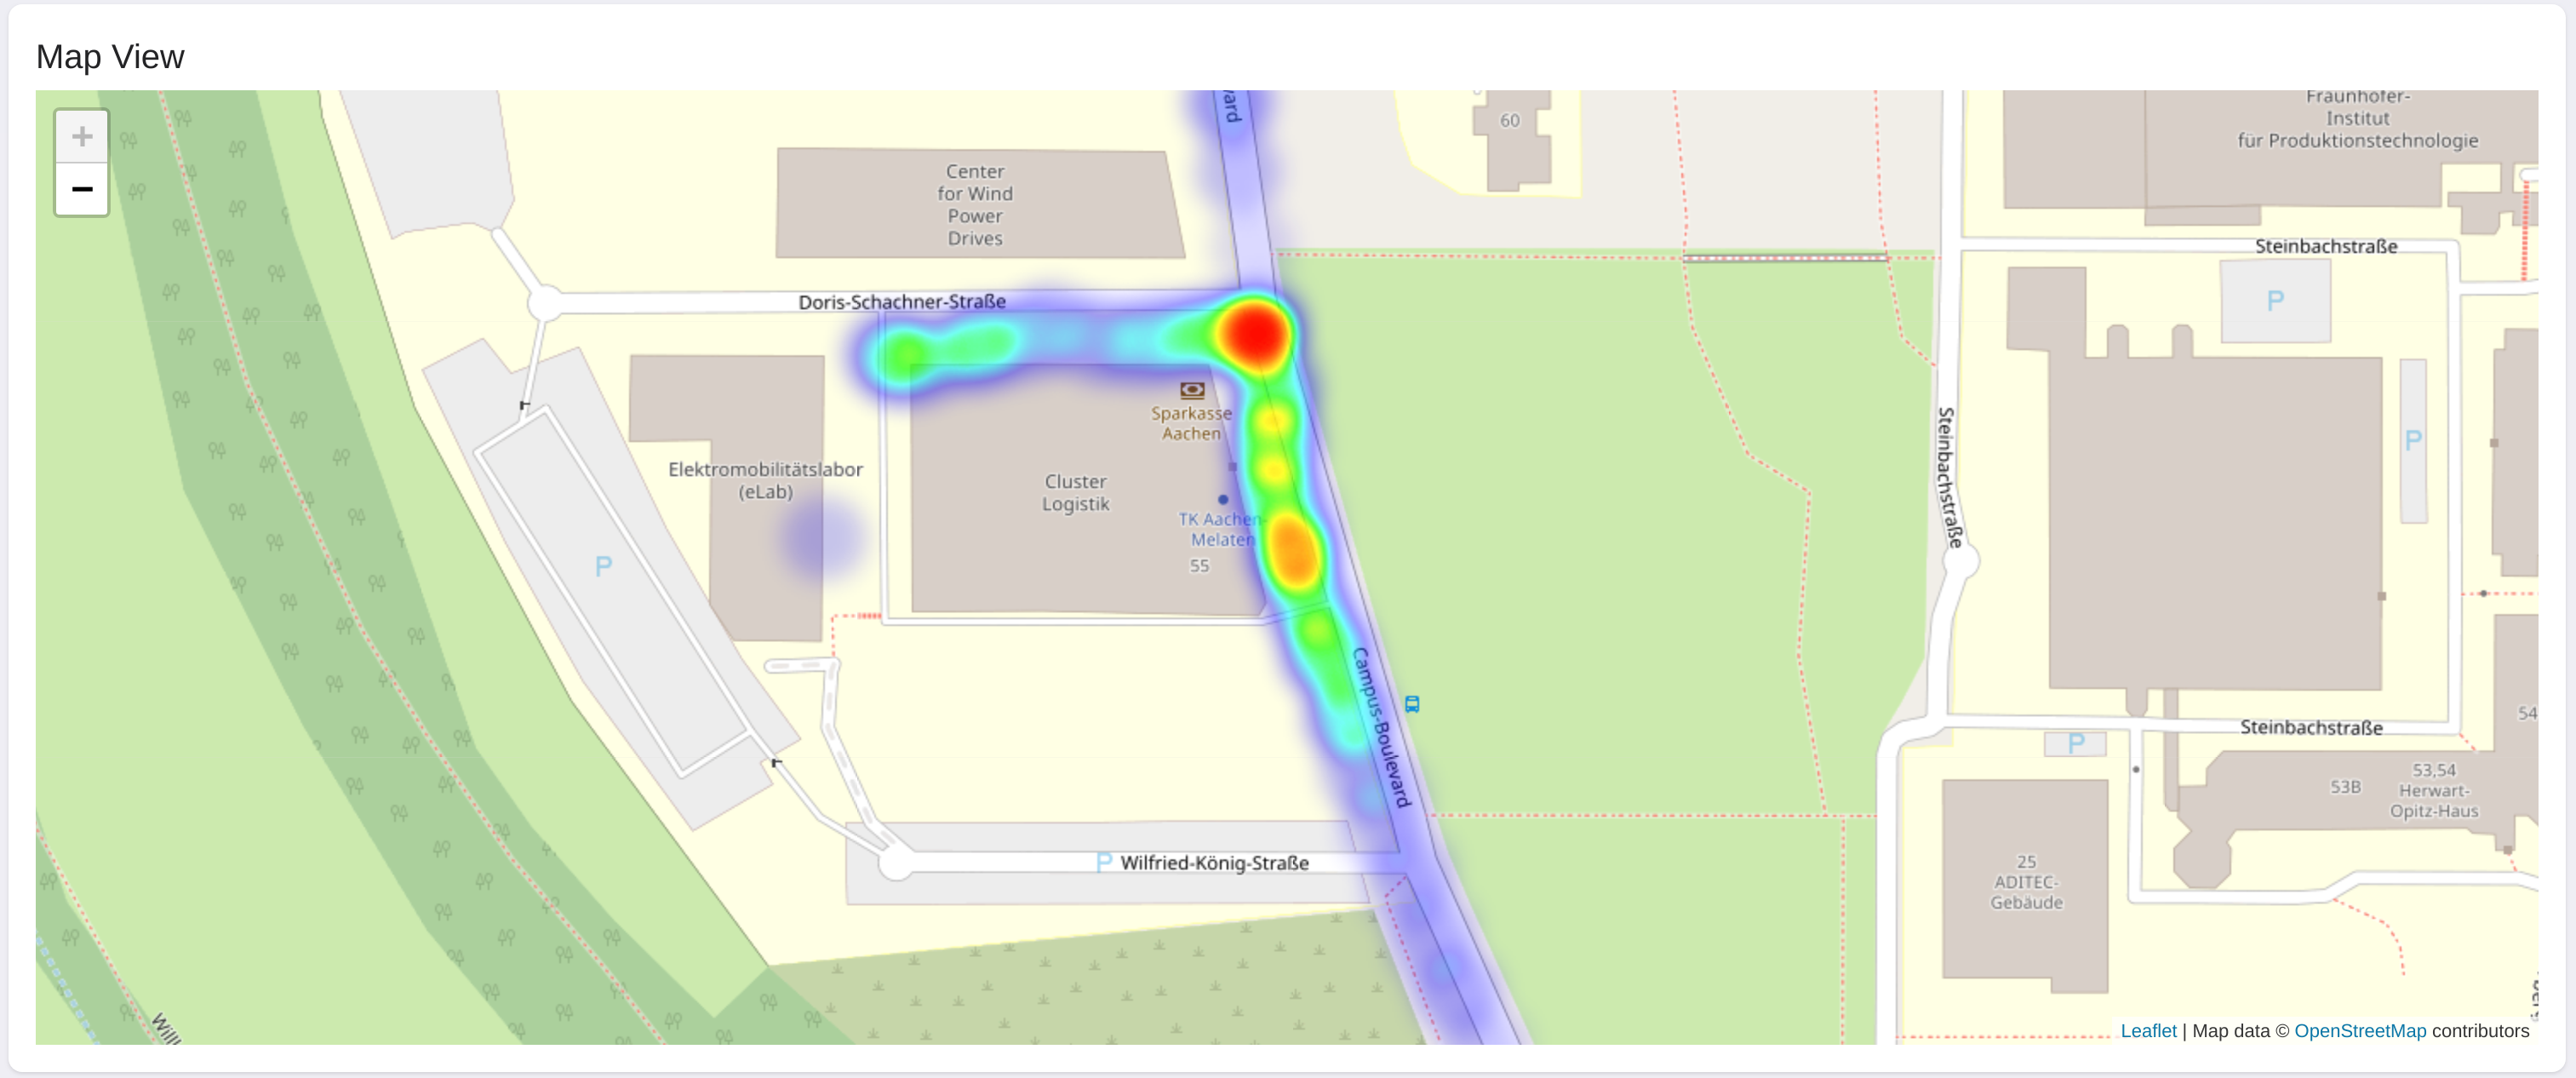 Map View
+
−
vard
60
Fraunhofer-
Institut
für Produktionstechnologie
Center
for Wind
Power
Drives
Steinbachstraße
Doris-Schachner-Straße
P
Sparkasse
Aachen
Steinbachstraße
P
Elektromobilitätslabor
(eLab)
Cluster
Logistik
TK Aachen-
Melaten
55
P
Campus-Boulevard
54
Steinbachstraße
P
53B
53,54
Herwart-
Opitz-Haus
P Wilfried-König-Straße
25
ADITEC-
Gebäude
Leaflet | Map data © OpenStreetMap contributors